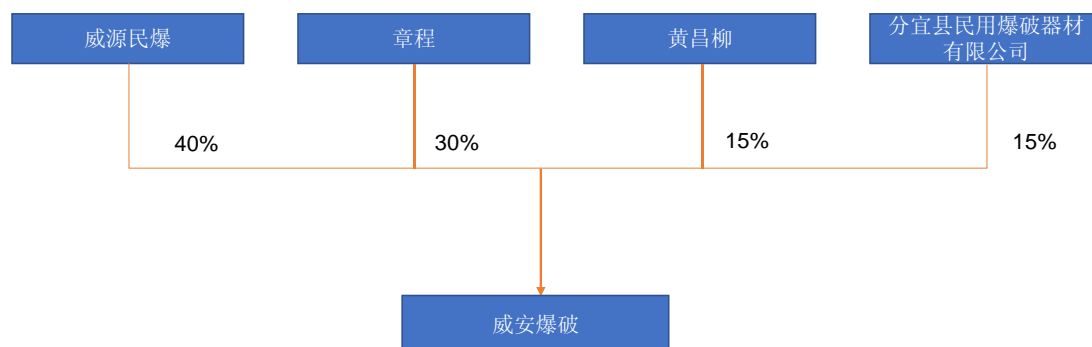 威源民爆
章程
黄昌柳
分宜县民用爆破器材
有限公司
40%
30%
15%
15%
威安爆破